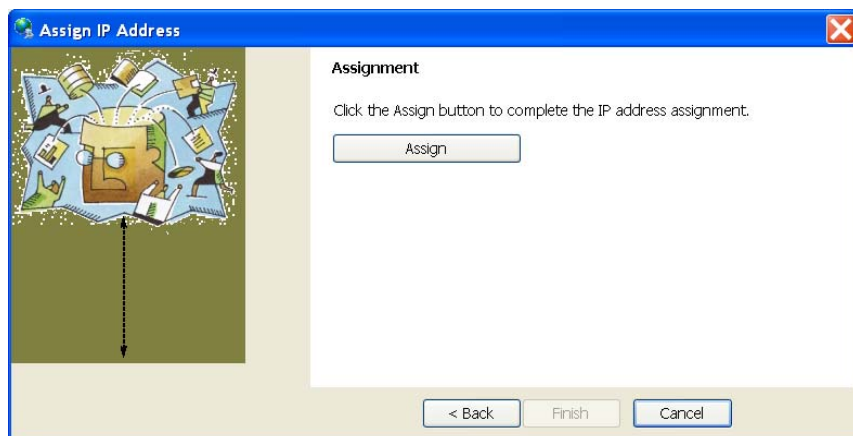 Assign IP Address
Assignment
Click the Assign button to complete the IP address assignment.
Assign
< Back Finish Cancel